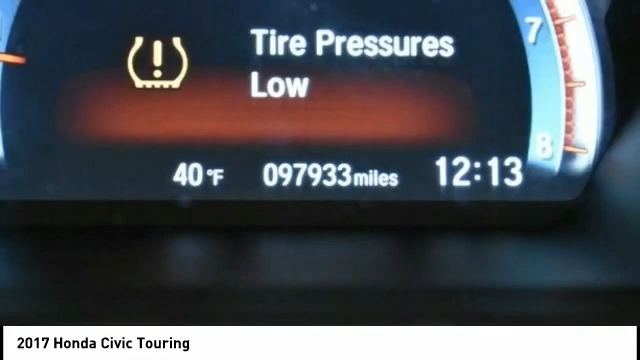 Tire Pressures
7
Low
8
40°F 097933miles 12:13
2017 Honda Civic Touring